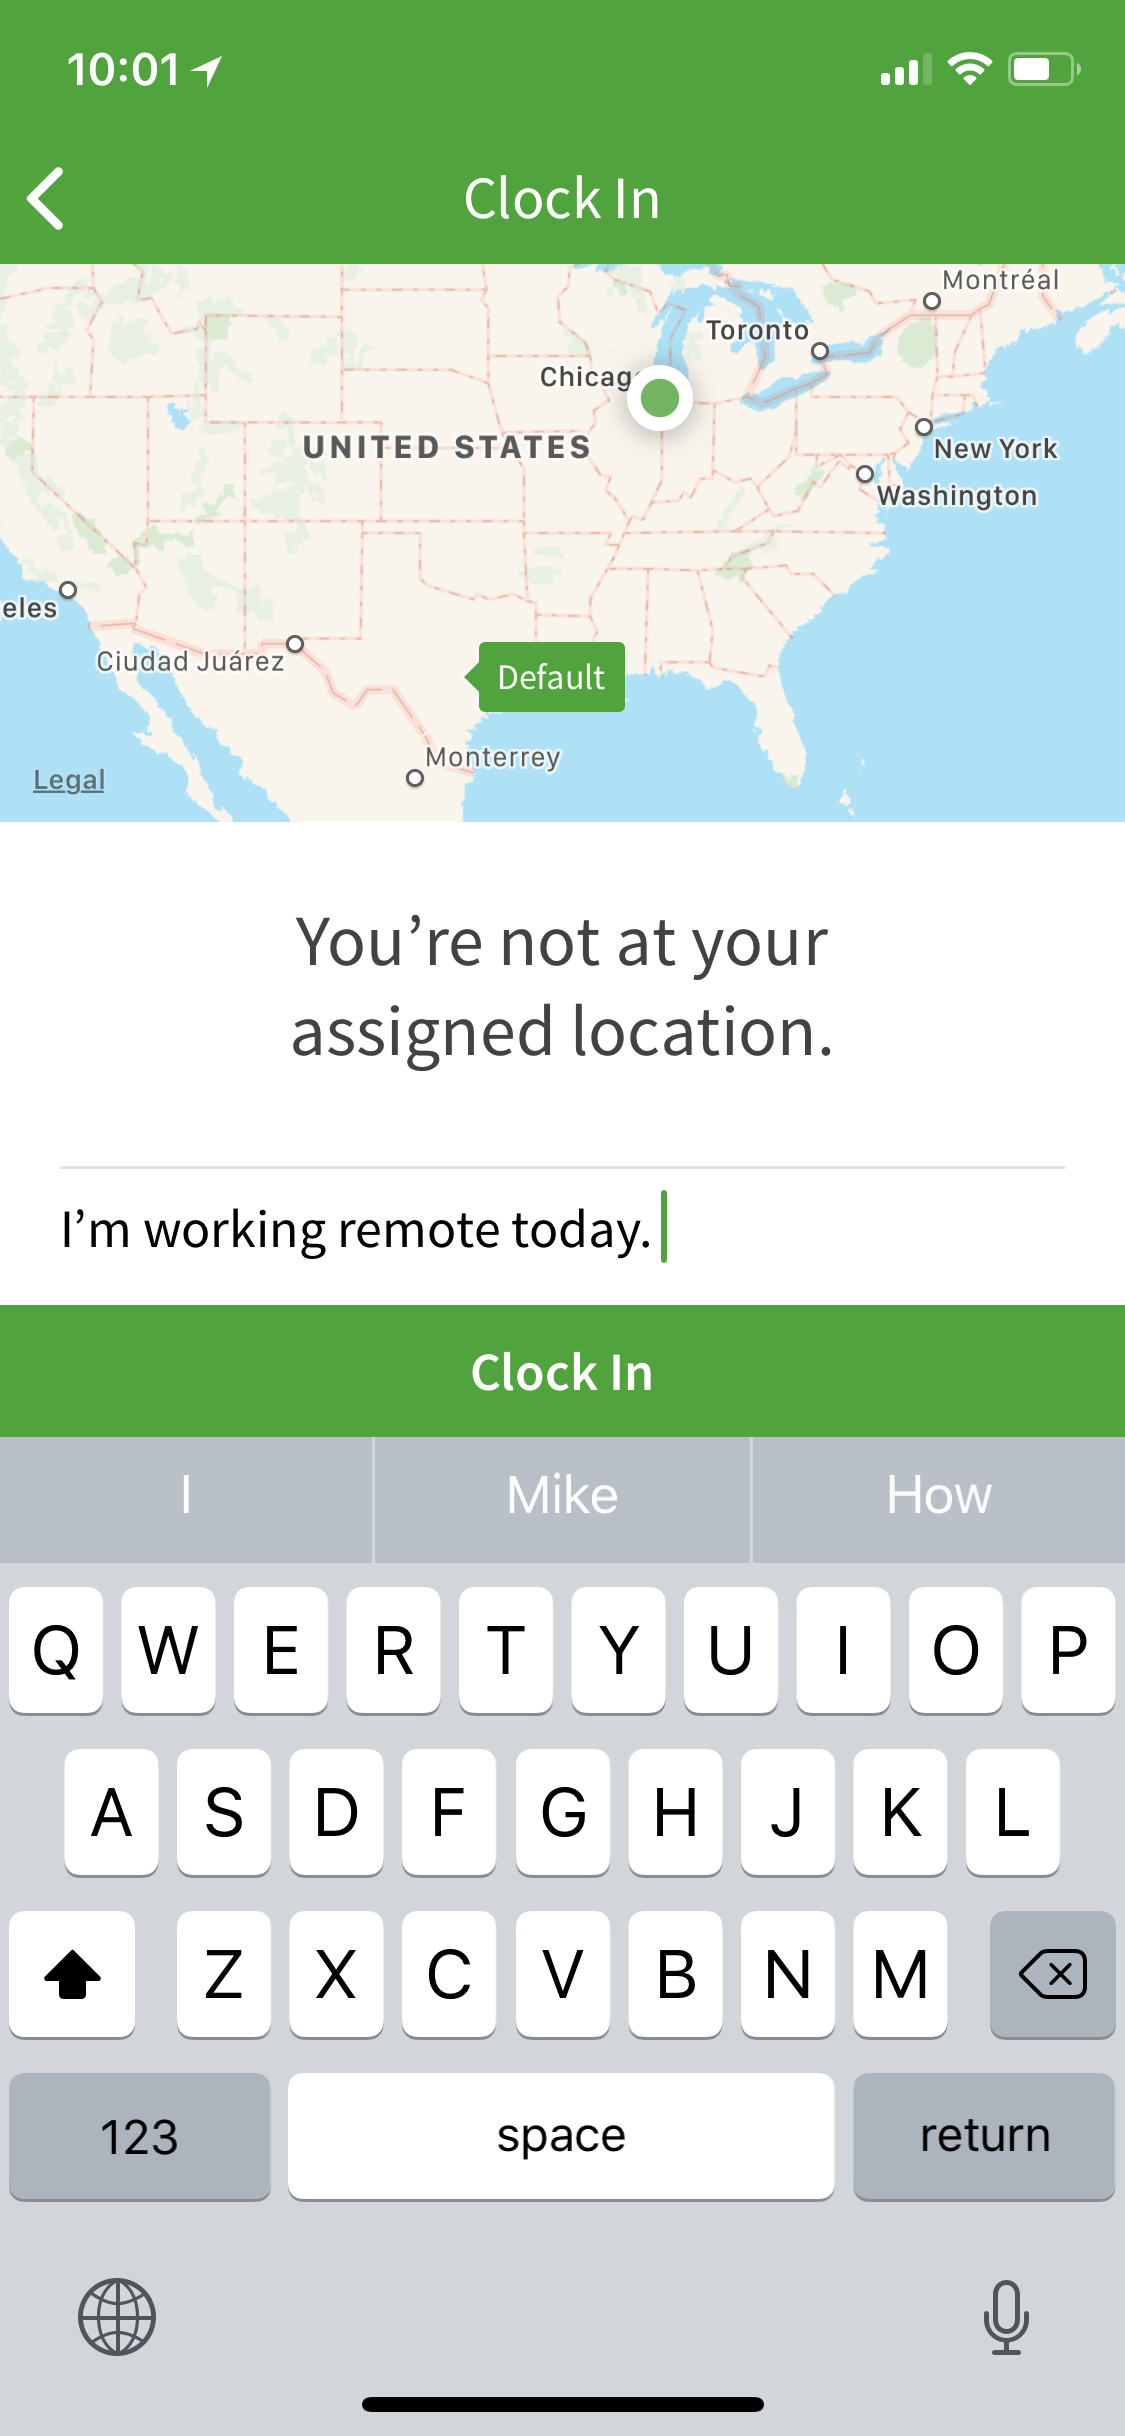 10:01
Clock In
Montréal
Toronto
Chicag
UNITED STATES
New York
Washington
eles
Ciudad Juárez
Default
Monterrey
Legal
You’re not at your
assigned location.
I’m working remote today.
Clock In
I Mike How
Q W E R T Y U I O P
A S D F G H J K L
Z X C V B N M
123 space return